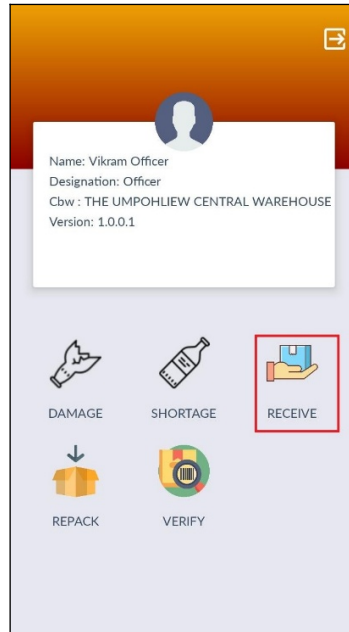 Name: Vikram Officer
Designation: Officer
Cbw : THE UMPOHLIEW CENTRAL WAREHOUSE
Version: 1.0.0.1
DAMAGE
SHORTAGE
RECEIVE
REPACK
VERIFY